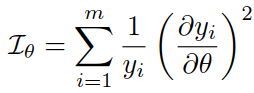 $\mathcal{I}_\theta = \sum_{i=1}^{m} \frac{1}{y_i} \left( \frac{\partial y_i}{\partial \theta} \right)^2$